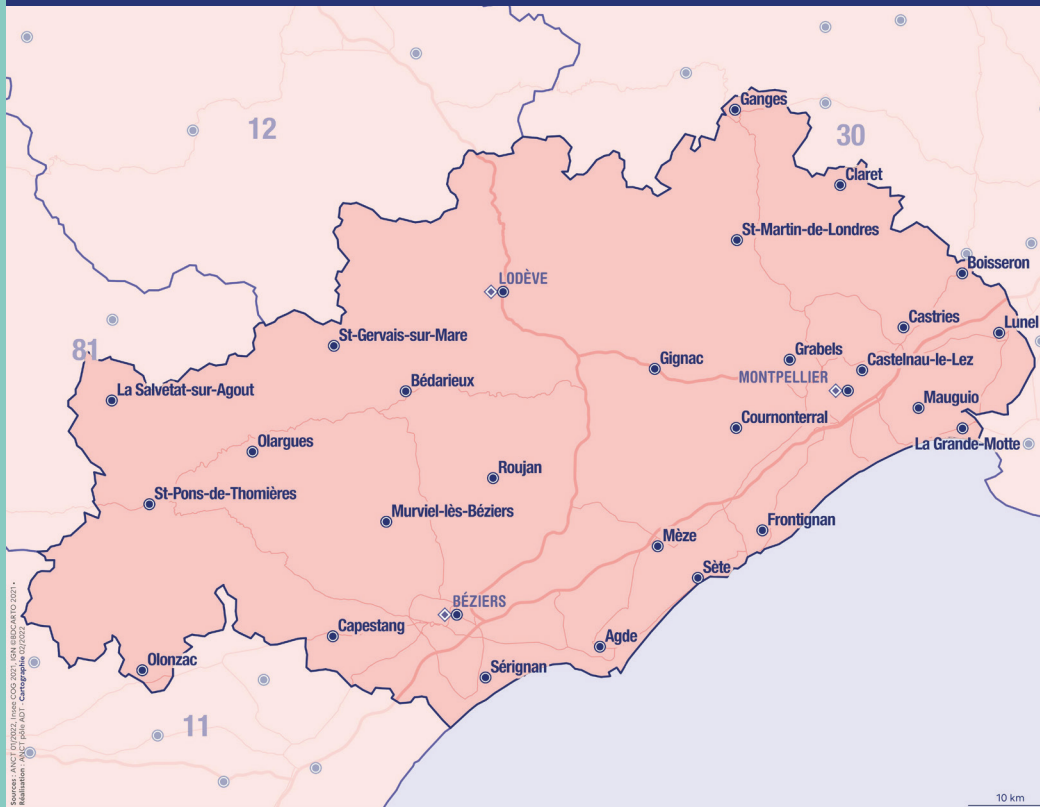 Ganges
12
30
Claret
St-Martin-de-Londres
Boisseron
LODÈVE
Castries
Lunel
St-Gervais-sur-Mare
81
Grabels
Gignac
Castelnau-le-Lez
MONTPELLIER
La Salvetat-sur-Agout
Bédarieux
Mauguio
Cournonterral
La Grande-Motte
Olargues
Roujan
St-Pons-de-Thomières
Murviel-lès-Béziers
Frontignan
Mèze
Sète
BÉZIERS
Capestang
Agde
Olonzac
Sérignan
11
10 km
Sources : ANCT 01/2022, Insee COG 2021, IGN ©BDCARTO 2021 •
Réalisation : ANCT pôle ADT - Cartographie 02/2022